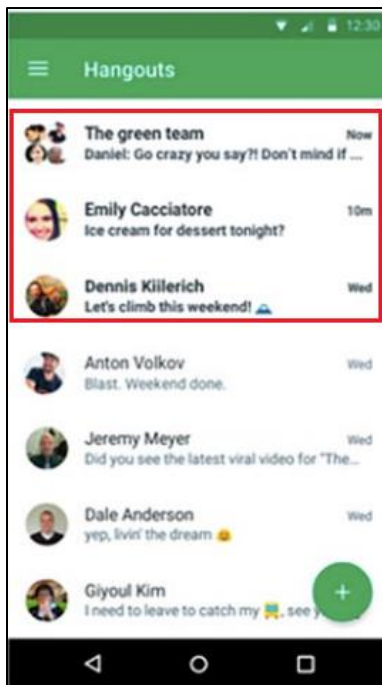 12:30
Hangouts
The green team Now
Daniel: Go crazy you say?! Don't mind if ...
Emily Cacciatore 10m
Ice cream for dessert tonight?
Dennis Kiilerich Wed
Let's climb this weekend! 🗻
Anton Volkov Wed
Blast. Weekend done.
Jeremy Meyer Wed
Did you see the latest viral video for "The...
Dale Anderson Wed
yep, livin' the dream 😀
Giyoul Kim
I need to leave to catch my 🚆, see